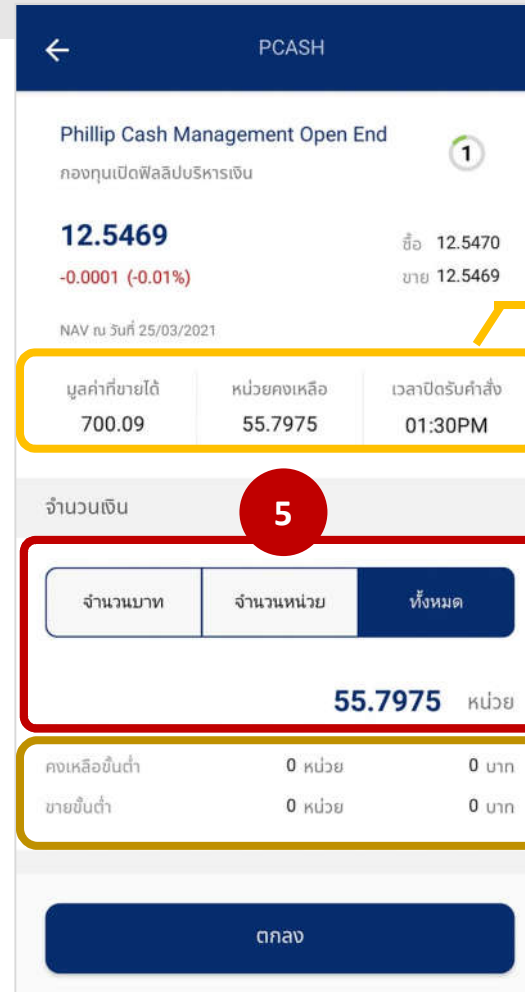 PCASH
Phillip Cash Management Open End
กองทุนเปิดฟิลลิปบริหารเงิน
1
12.5469
ซื้อ 12.5470
-0.0001 (-0.01%)
ขาย 12.5469
NAV ณ วันที่ 25/03/2021
มูลค่าที่ขายได้ หน่วยคงเหลือ เวลาปิดรับคำสั่ง
700.09 55.7975 01:30PM
จำนวนเงิน
5
จำนวนบาท จำนวนหน่วย ทั้งหมด
55.7975 หน่วย
คงเหลือขั้นต่ำ 0 หน่วย 0 บาท
ขายขั้นต่ำ 0 หน่วย 0 บาท
ตกลง